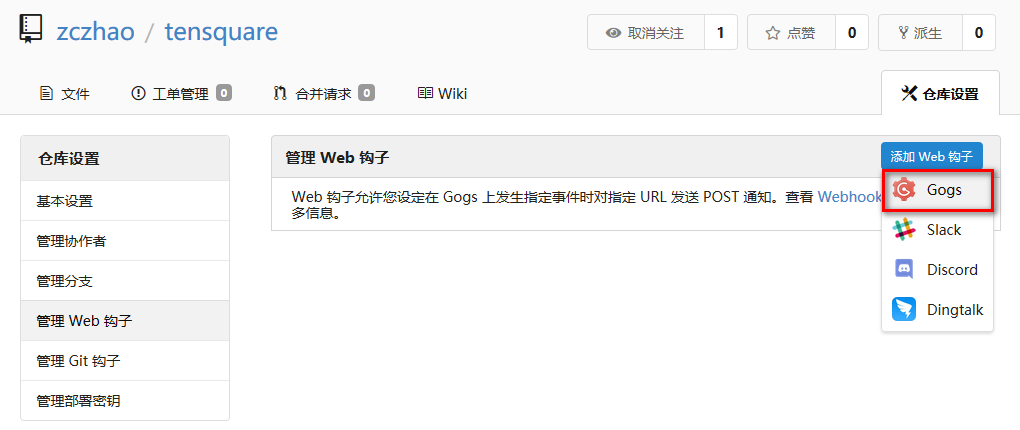 zczhao / tensquare
取消关注 1
点赞 0
派生 0
文件
工单管理 0
合并请求 0
Wiki
仓库设置
仓库设置
基本设置
管理协作者
管理分支
管理 Web 钩子
管理 Git 钩子
管理部署密钥
管理 Web 钩子
添加 Web 钩子
Web 钩子允许您设定在 Gogs 上发生指定事件时对指定 URL 发送 POST 通知。查看 Webhook
多信息。
Gogs
Slack
Discord
Dingtalk